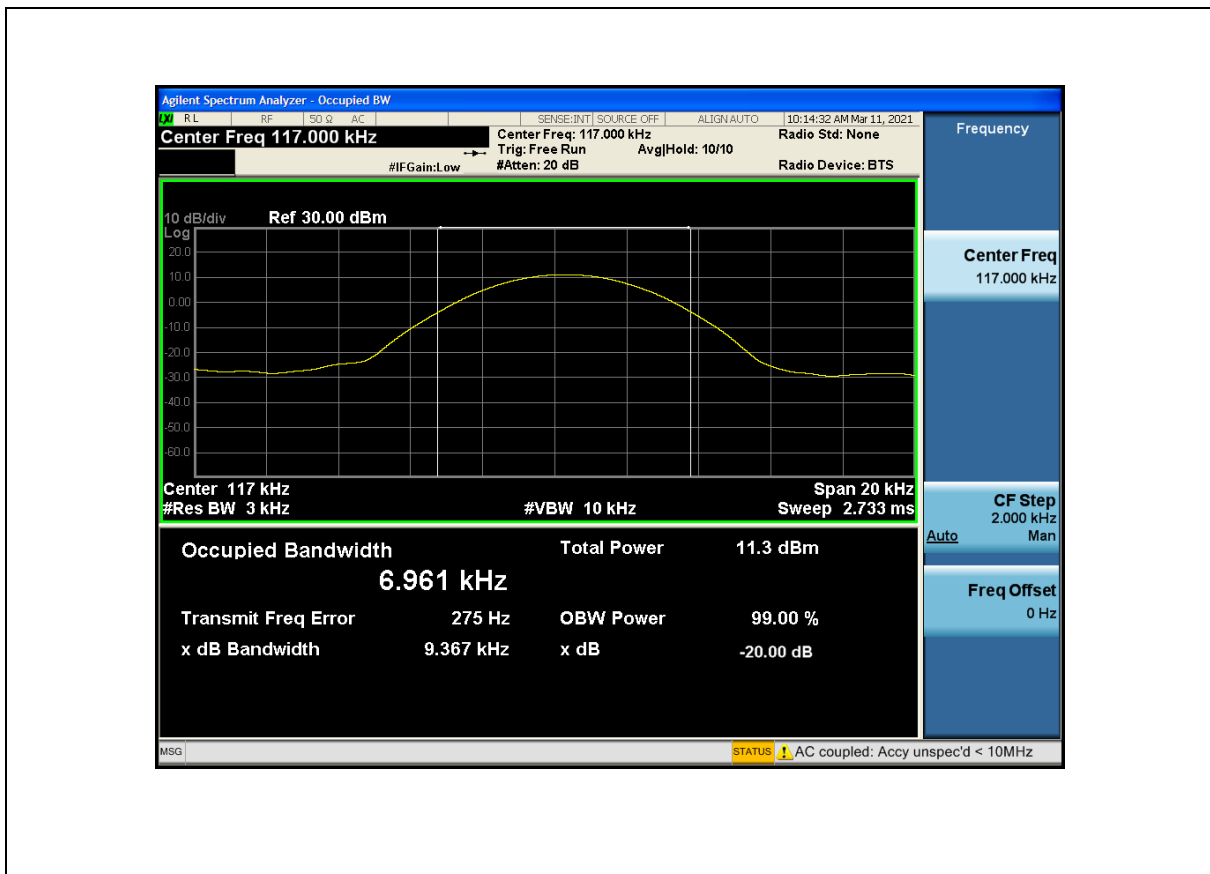 Agilent Spectrum Analyzer - Occupied BW
LXI RL RF 50 Ω AC SENSE:INT SOURCE OFF ALIGN AUTO 10:14:32 AM Mar 11, 2021
Center Freq 117.000 kHz
Center Freq: 117.000 kHz
Radio Std: None
Trig: Free Run Avg|Hold: 10/10
#IFGain:Low
#Atten: 20 dB
Radio Device: BTS
Frequency
10 dB/div Ref 30.00 dBm
Log
20.0
10.0
0.00
-10.0
-20.0
-30.0
-40.0
-50.0
-60.0
Center 117 kHz Span 20 kHz
#Res BW 3 kHz #VBW 10 kHz Sweep 2.733 ms
Center Freq
117.000 kHz
CF Step
2.000 kHz
Auto Man
Freq Offset
0 Hz
Occupied Bandwidth Total Power 11.3 dBm
6.961 kHz
Transmit Freq Error 275 Hz OBW Power 99.00 %
x dB Bandwidth 9.367 kHz x dB -20.00 dB
MSG STATUS AC coupled: Accy unspec'd < 10MHz